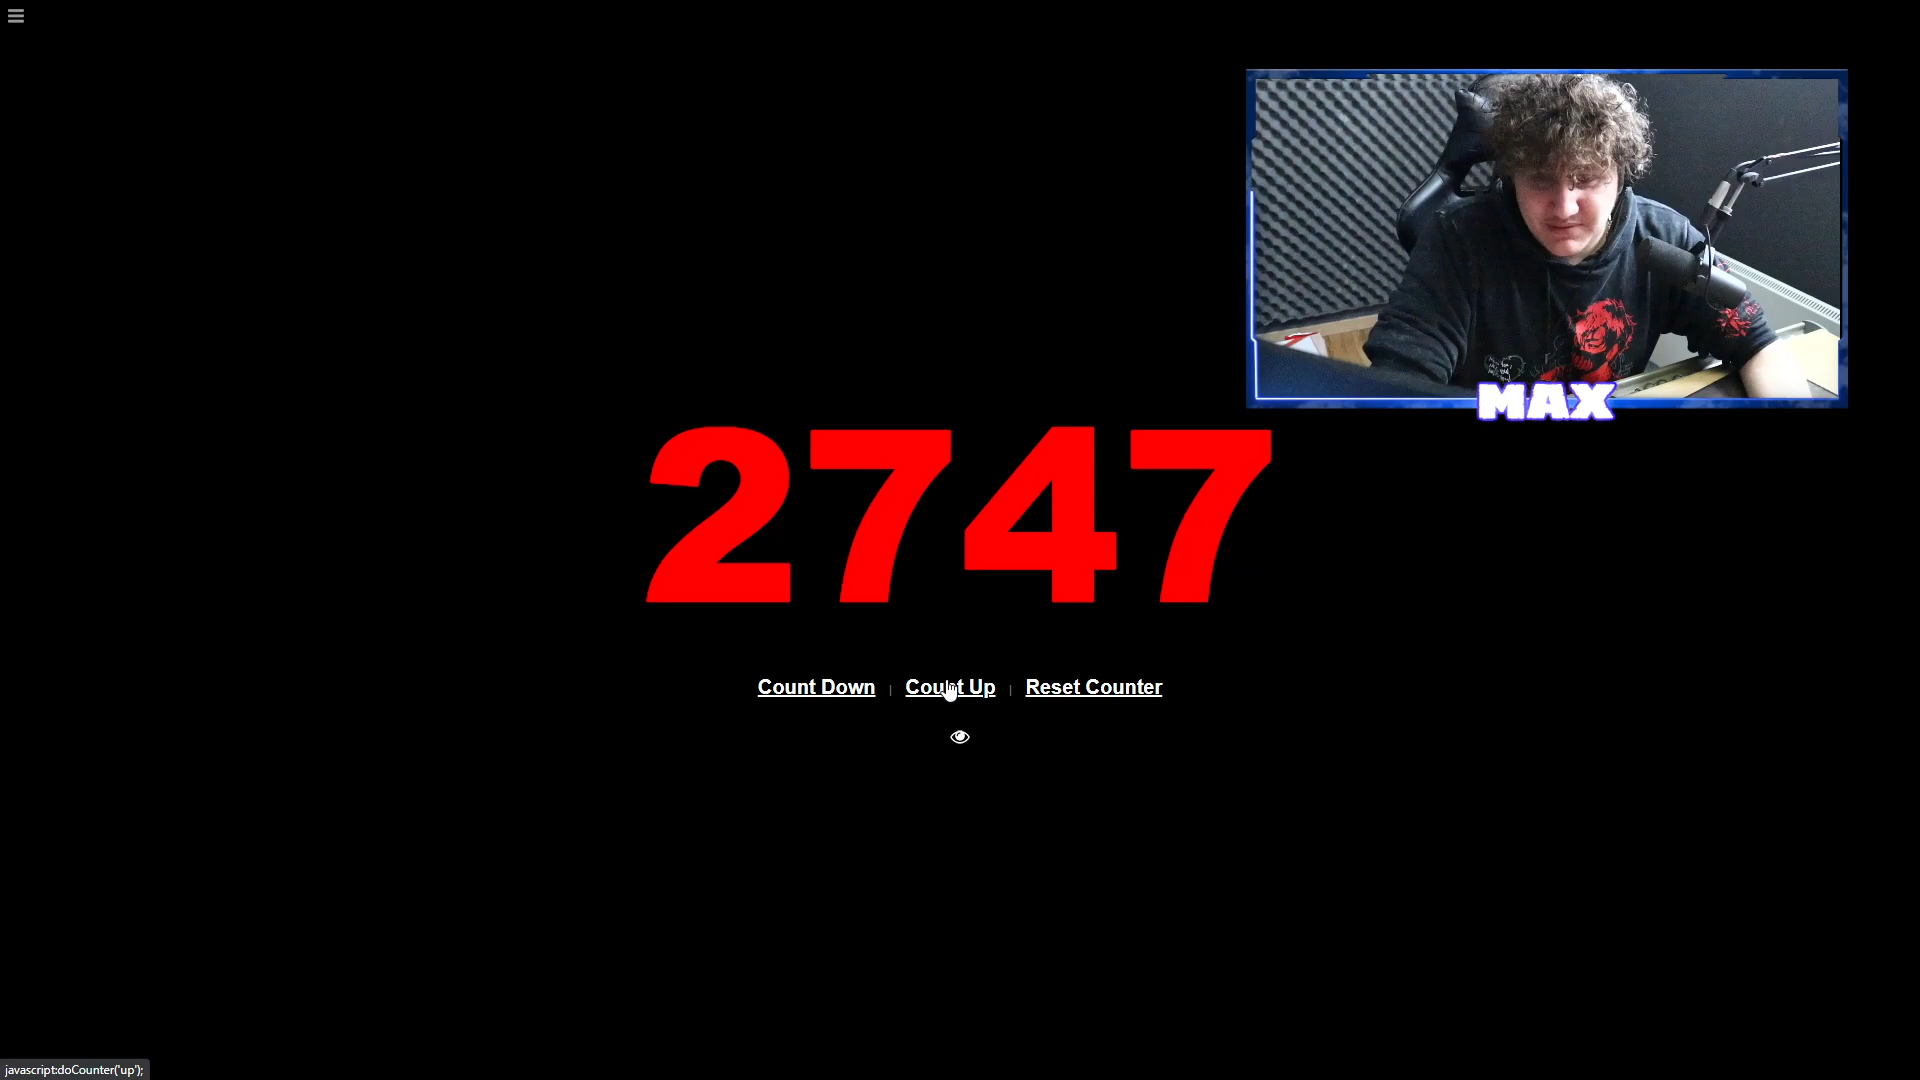 MAX
2747
Count Down | Count Up | Reset Counter
javascript:doCounter('up');